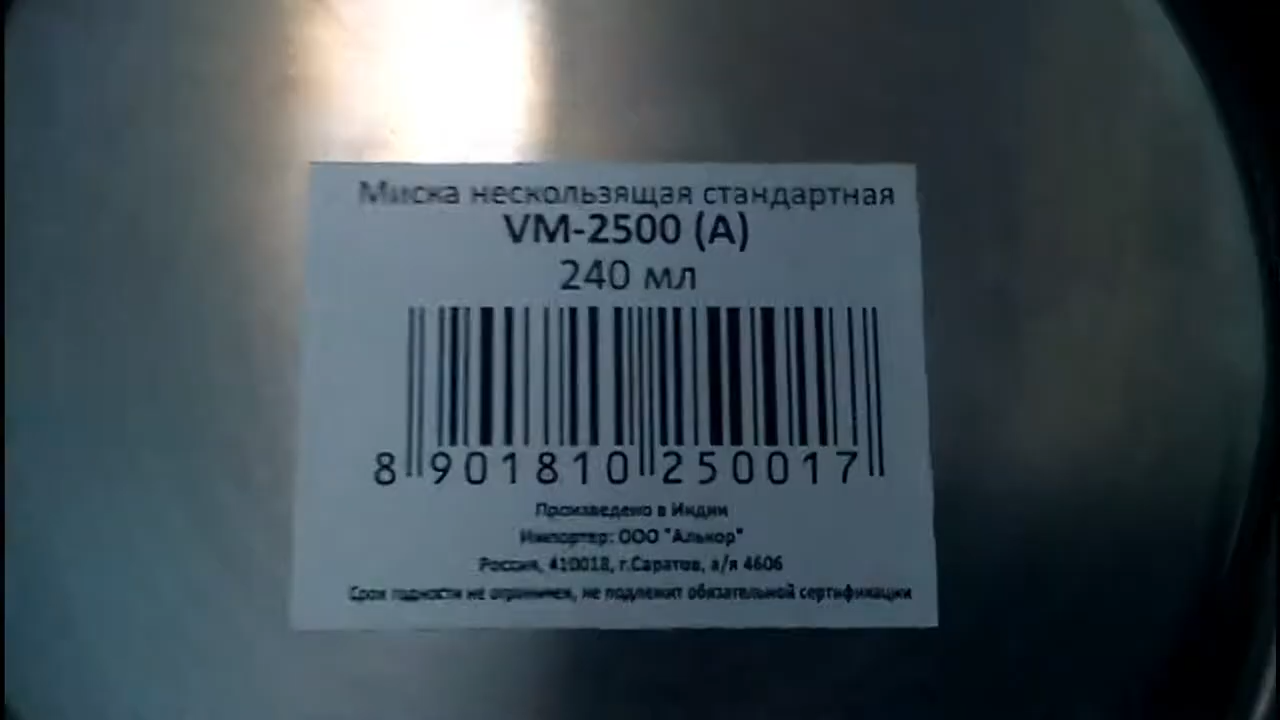 Миска нескользящая стандартная
VM-2500 (A)
240 мл
8 901810 250017
Произведено в Индии
Импортер: ООО "Алькор"
Россия, 410018, г.Саратов, а/я 4606
Срок годности не ограничен, не подлежит обязательной сертификации